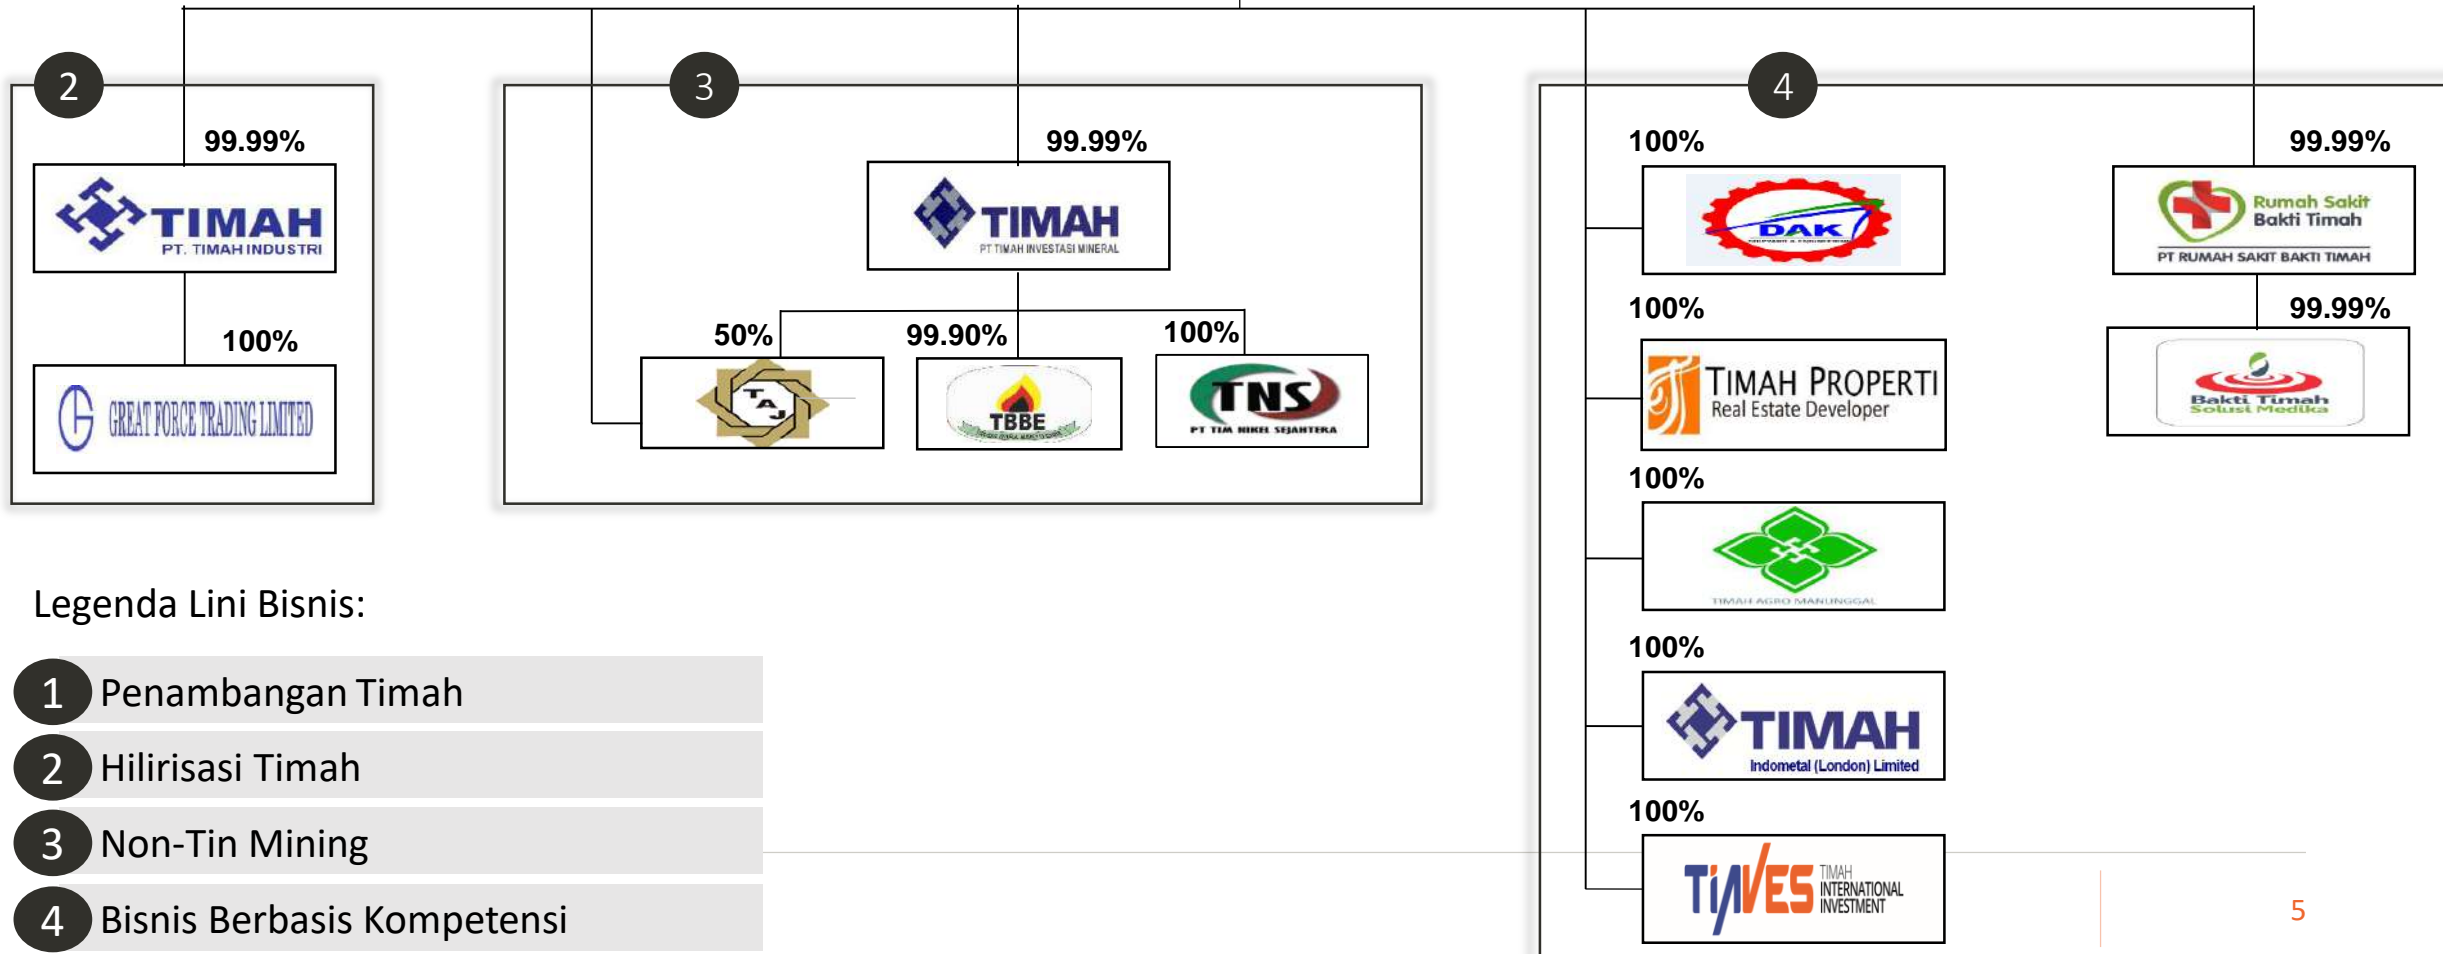 2
99.99%
TIMAH
PT. TIMAH INDUSTRI
100%
GREAT FORCE TRADING LIMITED
3
99.99%
TIMAH
PT TIMAH INVESTASI MINERAL
50%
TAJ
99.90%
TBBE
100%
TNS
PT TIM NIKEL SEJAHTERA
4
100%
DAK
100%
TIMAH PROPERTI
Real Estate Developer
100%
TIMAH AGRO MANUNGGAL
100%
TIMAH
Indometal (London) Limited
100%
TINVES
TIMAH
INTERNATIONAL
INVESTMENT
99.99%
Rumah Sakit
Bakti Timah
PT RUMAH SAKIT BAKTI TIMAH
99.99%
Bakti Timah
Solusi Medika
Legenda Lini Bisnis:
1 Penambangan Timah
2 Hilirisasi Timah
3 Non-Tin Mining
4 Bisnis Berbasis Kompetensi
5